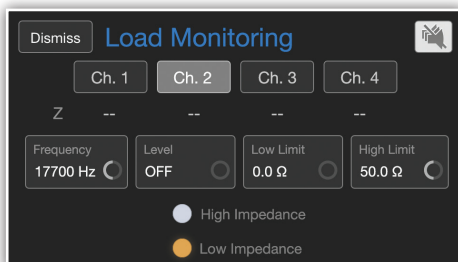 Dismiss Load Monitoring
Ch. 1 Ch. 2 Ch. 3 Ch. 4
Z -- -- -- --
Frequency Level Low Limit High Limit
17700 Hz OFF 0.0 Ω 50.0 Ω
High Impedance
Low Impedance